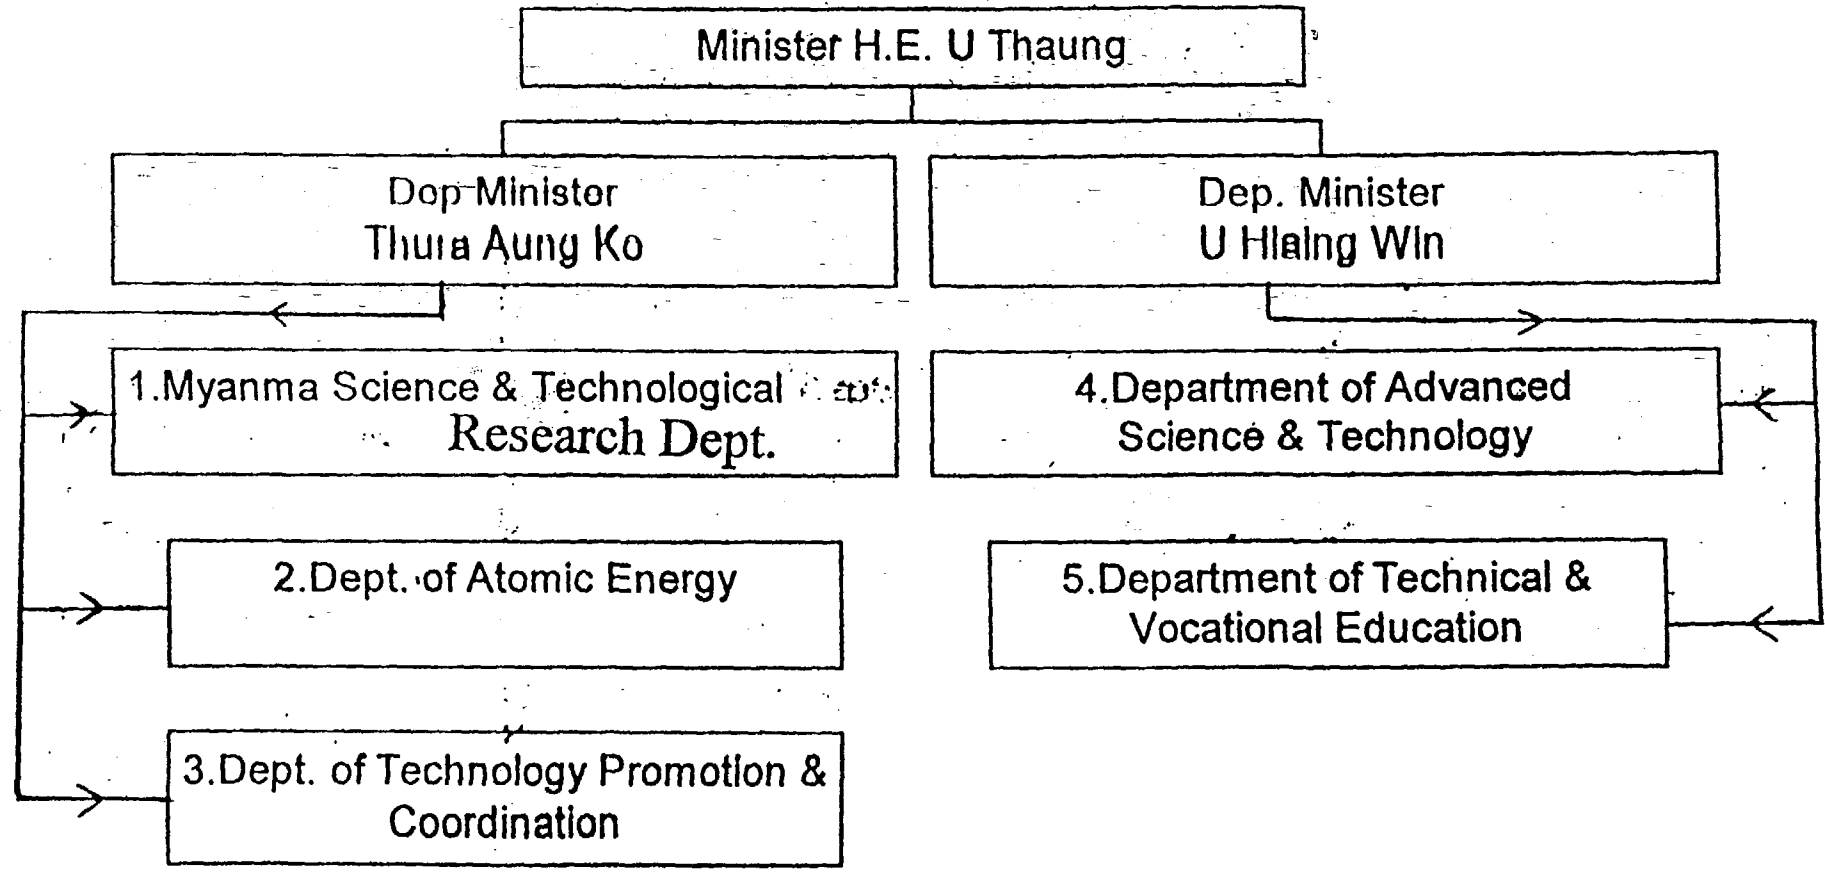 Minister H.E. U Thaung
Dep Minister
Thura Aung Ko
Dep. Minister
U Hlaing Win
1.Myanma Science & Technological
Research Dept.
4.Department of Advanced
Science & Technology
2.Dept. of Atomic Energy
5.Department of Technical &
Vocational Education
3.Dept. of Technology Promotion &
Coordination